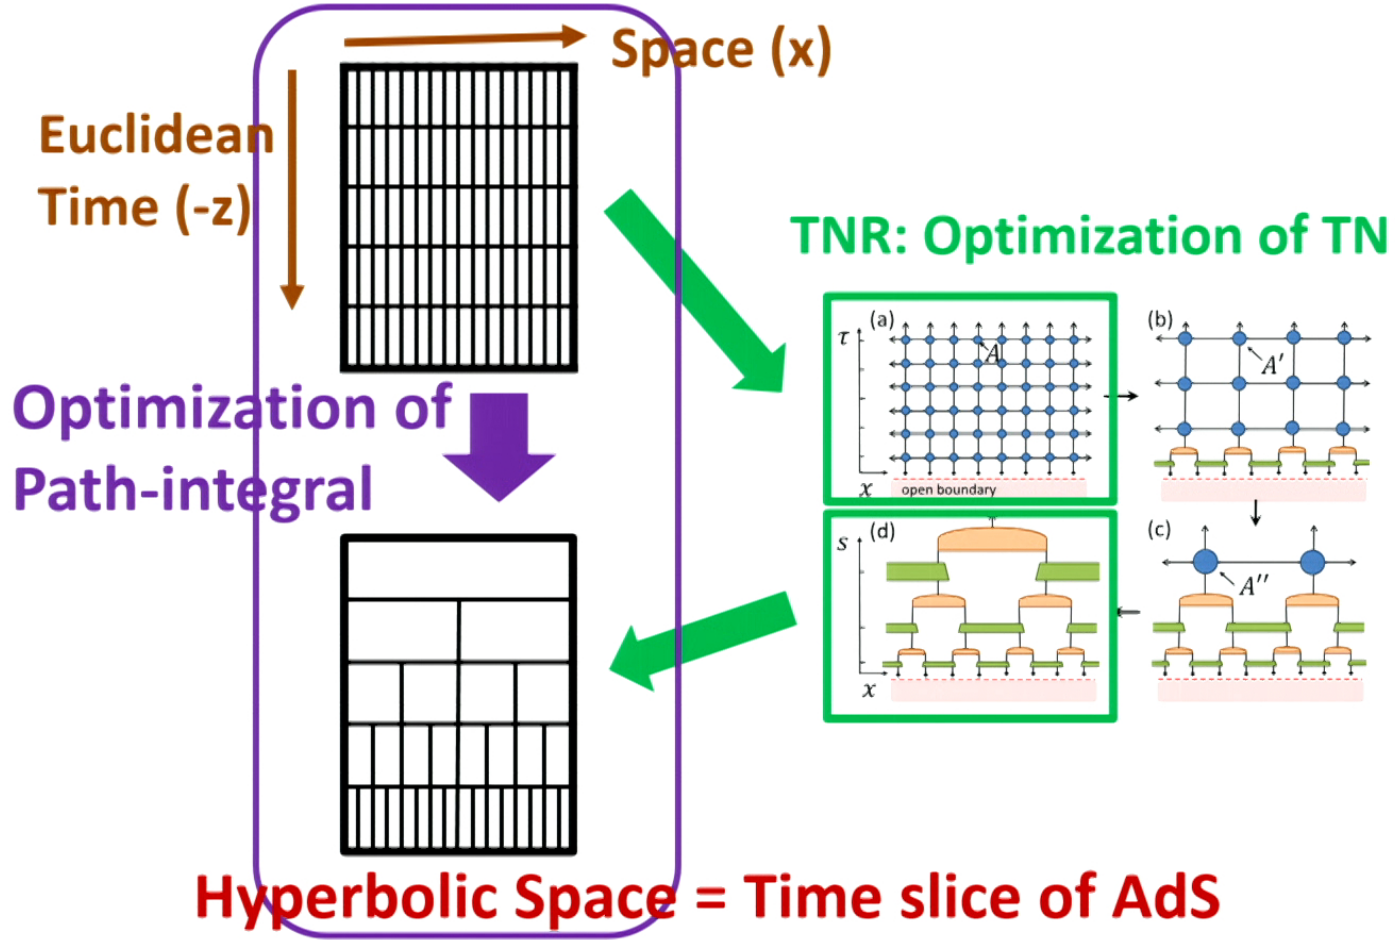 Space (x)
Euclidean
Time (-z)
TNR: Optimization of TN
(a)
τ
A
x
open boundary
(b)
A′
Optimization of
Path-integral
(d)
s
x
(c)
A″
Hyperbolic Space = Time slice of AdS